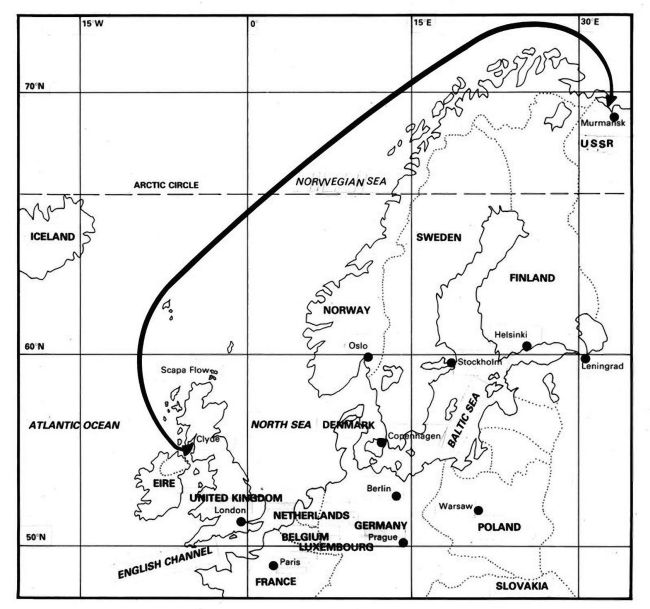 15°W
0°
15°E
30°E
70°N
Murmansk
USSR
ARCTIC CIRCLE
NORWEGIAN SEA
ICELAND
SWEDEN
FINLAND
NORWAY
Helsinki
Oslo
60°N
Stockholm
Leningrad
Scapa Flow
ATLANTIC OCEAN
NORTH SEA
DENMARK
BALTIC SEA
Clyde
Copenhagen
EIRE
UNITED KINGDOM
Berlin
London
NETHERLANDS
Warsaw
GERMANY
POLAND
50°N
BELGIUM
Prague
LUXEMBOURG
ENGLISH CHANNEL
Paris
FRANCE
SLOVAKIA